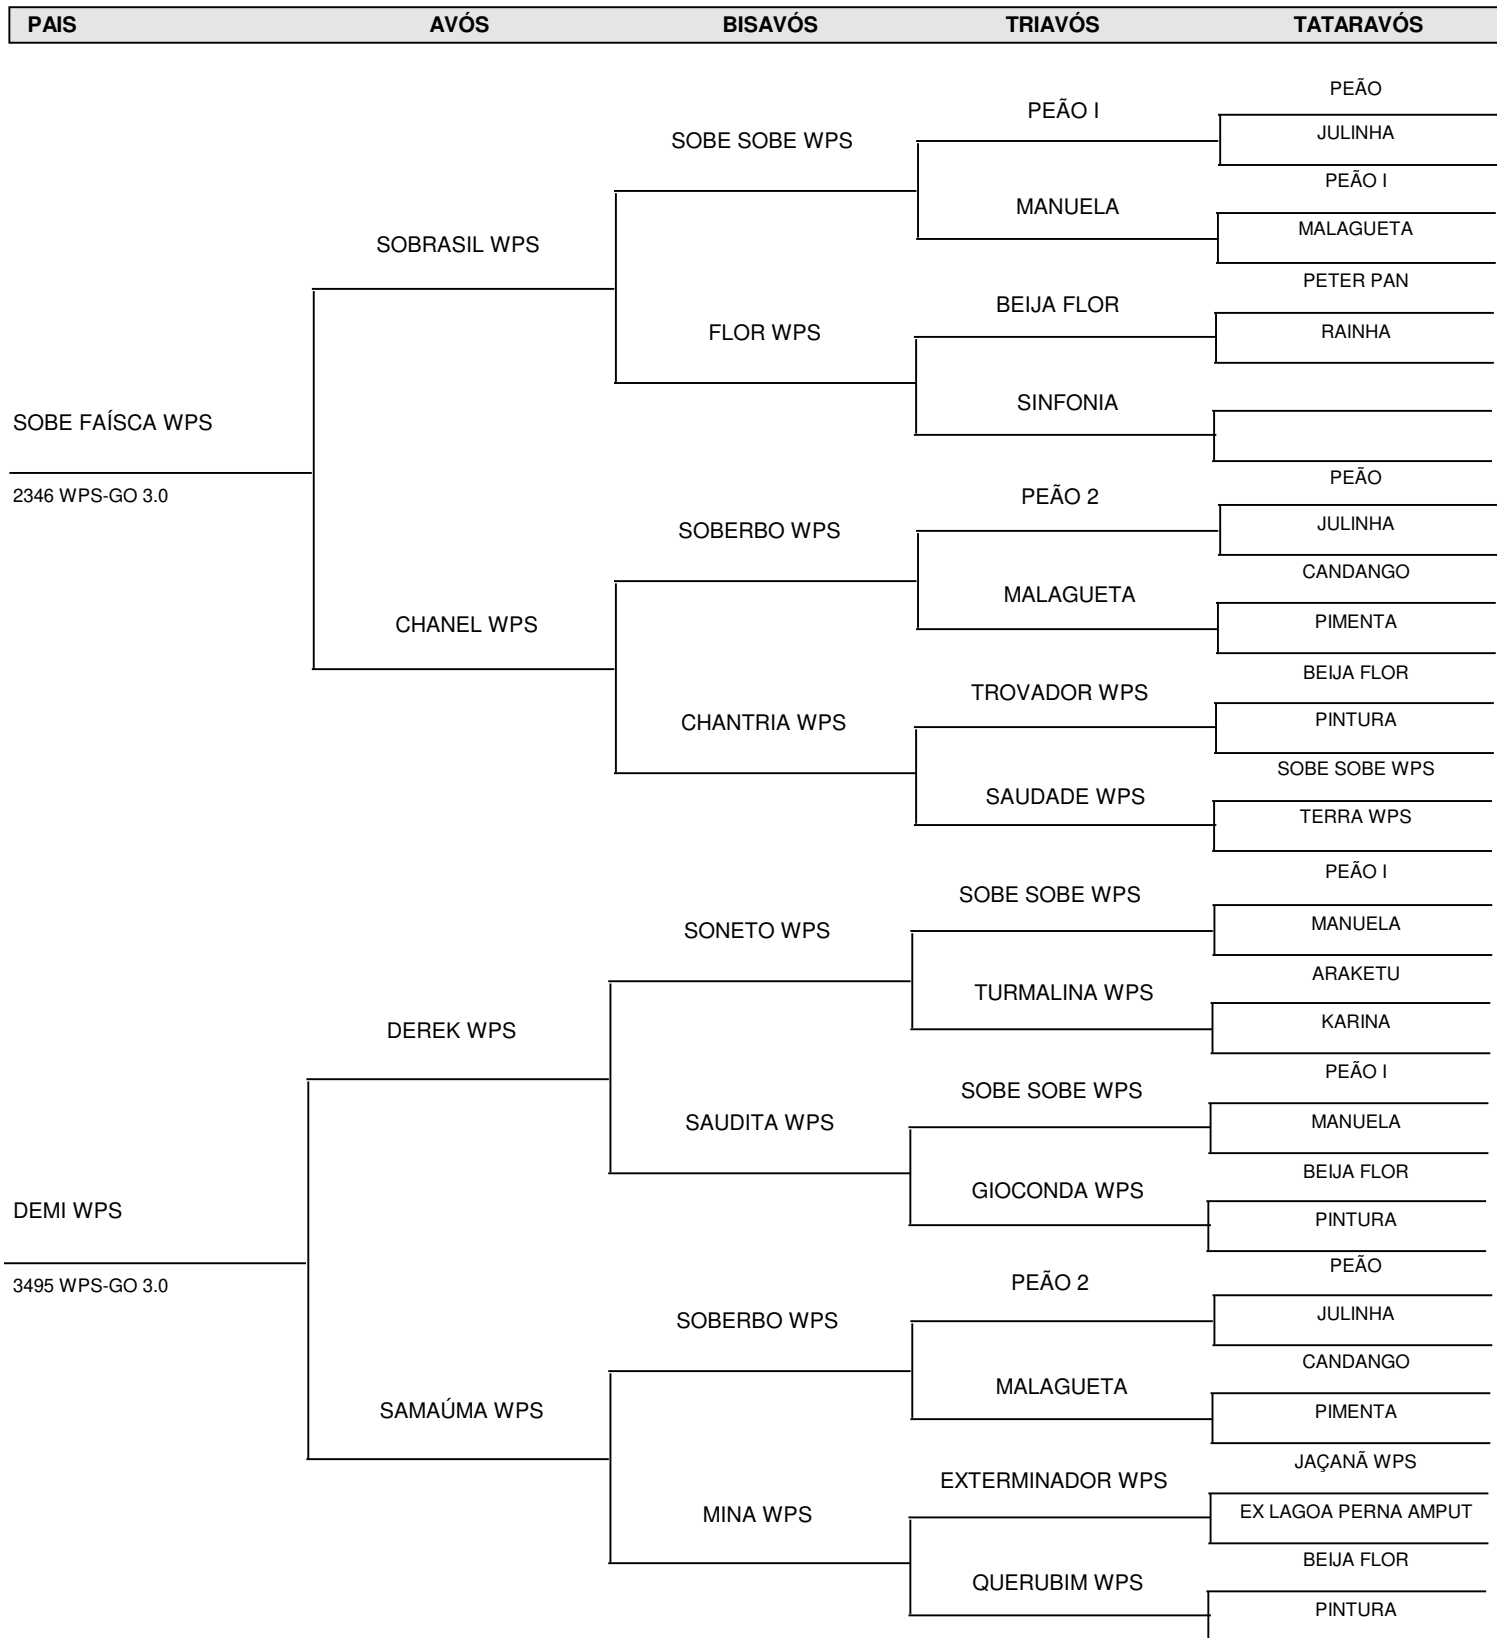 PAIS AVÓS BISAVÓS TRIAVÓS TATARAVÓS
PEÃO
PEÃO I
JULINHA
SOBE SOBE WPS
PEÃO I
MANUELA
MALAGUETA
SOBRASIL WPS
PETER PAN
BEIJA FLOR
RAINHA
FLOR WPS
SINFONIA
SOBE FAÍSCA WPS
2346 WPS-GO 3.0
PEÃO
PEÃO 2
JULINHA
SOBERBO WPS
CANDANGO
MALAGUETA
PIMENTA
CHANEL WPS
BEIJA FLOR
TROVADOR WPS
PINTURA
CHANTRIA WPS
SOBE SOBE WPS
SAUDADE WPS
TERRA WPS
PEÃO I
SOBE SOBE WPS
MANUELA
SONETO WPS
ARAKETU
TURMALINA WPS
KARINA
DEREK WPS
PEÃO I
SOBE SOBE WPS
MANUELA
SAUDITA WPS
BEIJA FLOR
GIOCONDA WPS
PINTURA
DEMI WPS
3495 WPS-GO 3.0
PEÃO
PEÃO 2
JULINHA
SOBERBO WPS
CANDANGO
MALAGUETA
PIMENTA
SAMAÚMA WPS
JAÇANÃ WPS
EXTERMINADOR WPS
EX LAGOA PERNA AMPUT
MINA WPS
BEIJA FLOR
QUERUBIM WPS
PINTURA